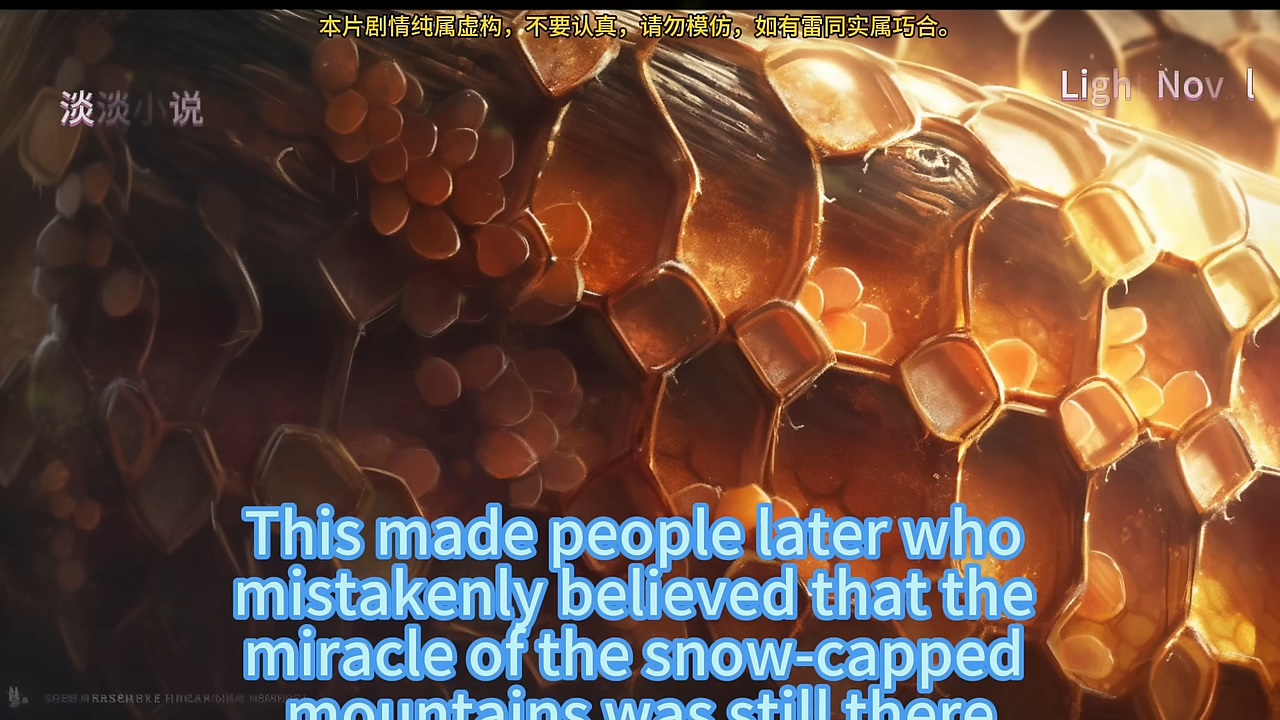 本片剧情纯属虚构，不要认真，请勿模仿，如有雷同实属巧合。
淡淡小说
Light Nov l
This made people later who
mistakenly believed that the
miracle of the snow-capped
mountains was still there